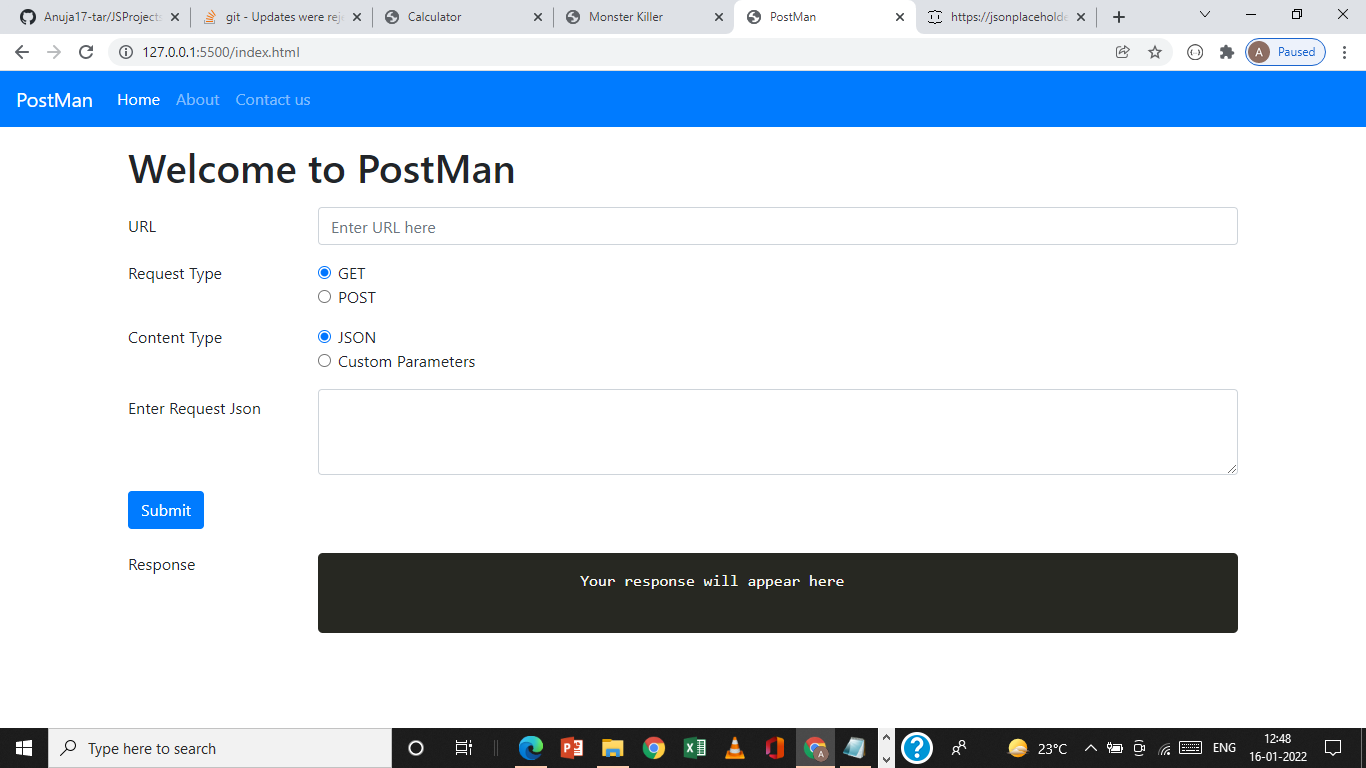 Anuja17-tar/JSProjects
git - Updates were reje
Calculator
Monster Killer
PostMan
https://jsonplaceholde
127.0.0.1:5500/index.html
A Paused
PostMan Home About Contact us
Welcome to PostMan
URL
Enter URL here
Request Type
GET
POST
Content Type
JSON
Custom Parameters
Enter Request Json
Submit
Response
Your response will appear here
Type here to search
23°C
ENG
12:48
16-01-2022